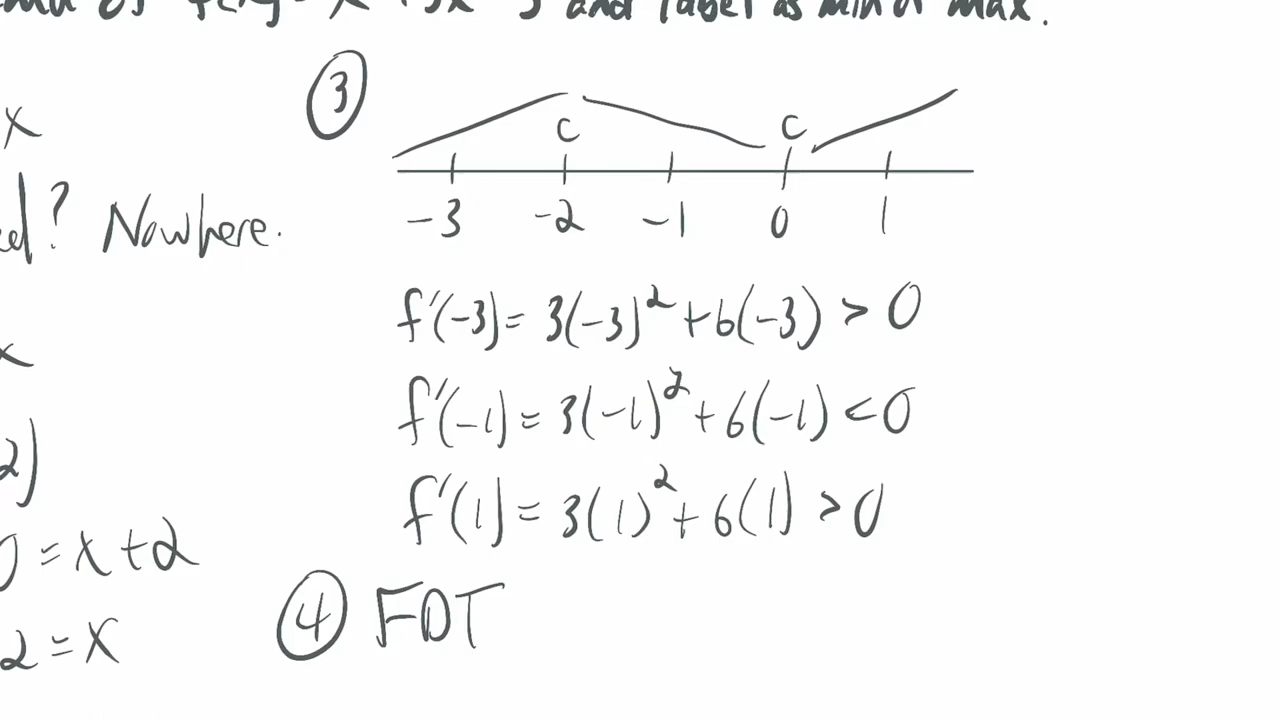 and label as min or max.
x
? Nowhere.
③
C C
-3 -2 -1 0 1
f'(-3) = 3(-3)² + 6(-3) > 0
f'(-1) = 3(-1)² + 6(-1) < 0
2)
f'(1) = 3(1)² + 6(1) > 0
0 = x+2
④ FDT
2 = x